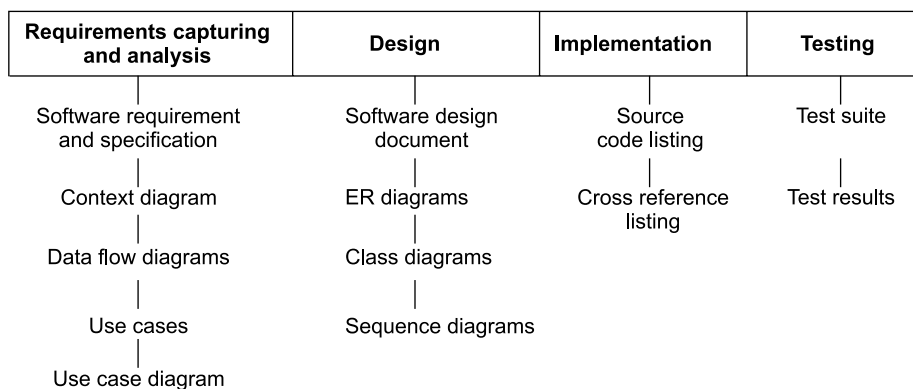 Requirements capturing
and analysis
Design
Implementation
Testing
Software requirement
and specification
Context diagram
Data flow diagrams
Use cases
Use case diagram
Software design
document
ER diagrams
Class diagrams
Sequence diagrams
Source
code listing
Cross reference
listing
Test suite
Test results